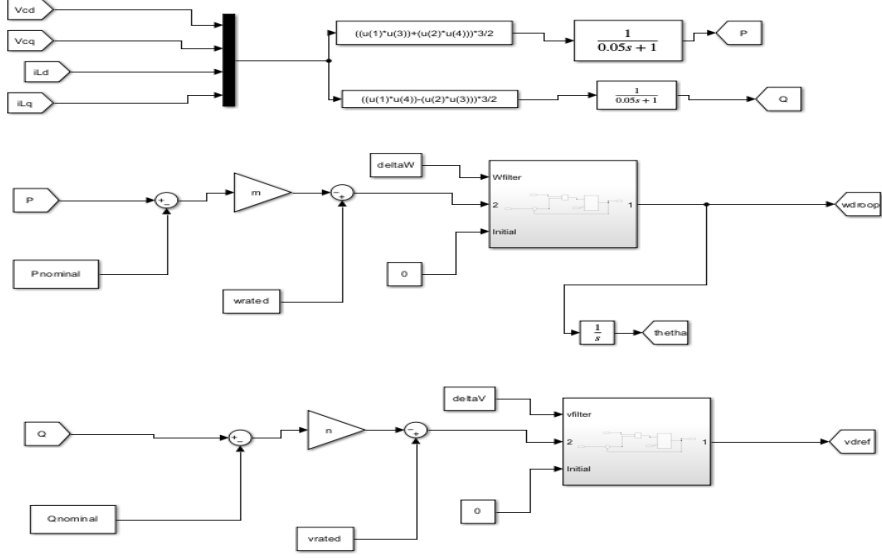 Vcd
Vcq
iLd
iLq
((u(1)*u(3))+(u(2)*u(4)))*3/2
1
0.05s + 1
P
((u(1)*u(4))-(u(2)*u(3)))*3/2
1
0.05s + 1
Q
P
Pnominal
m
wrated
deltaW
0
Wfilter
2
Initial
1
wdroop
1
s
thetha
Q
Qnominal
n
vrated
deltaV
0
vfilter
2
Initial
1
vdref